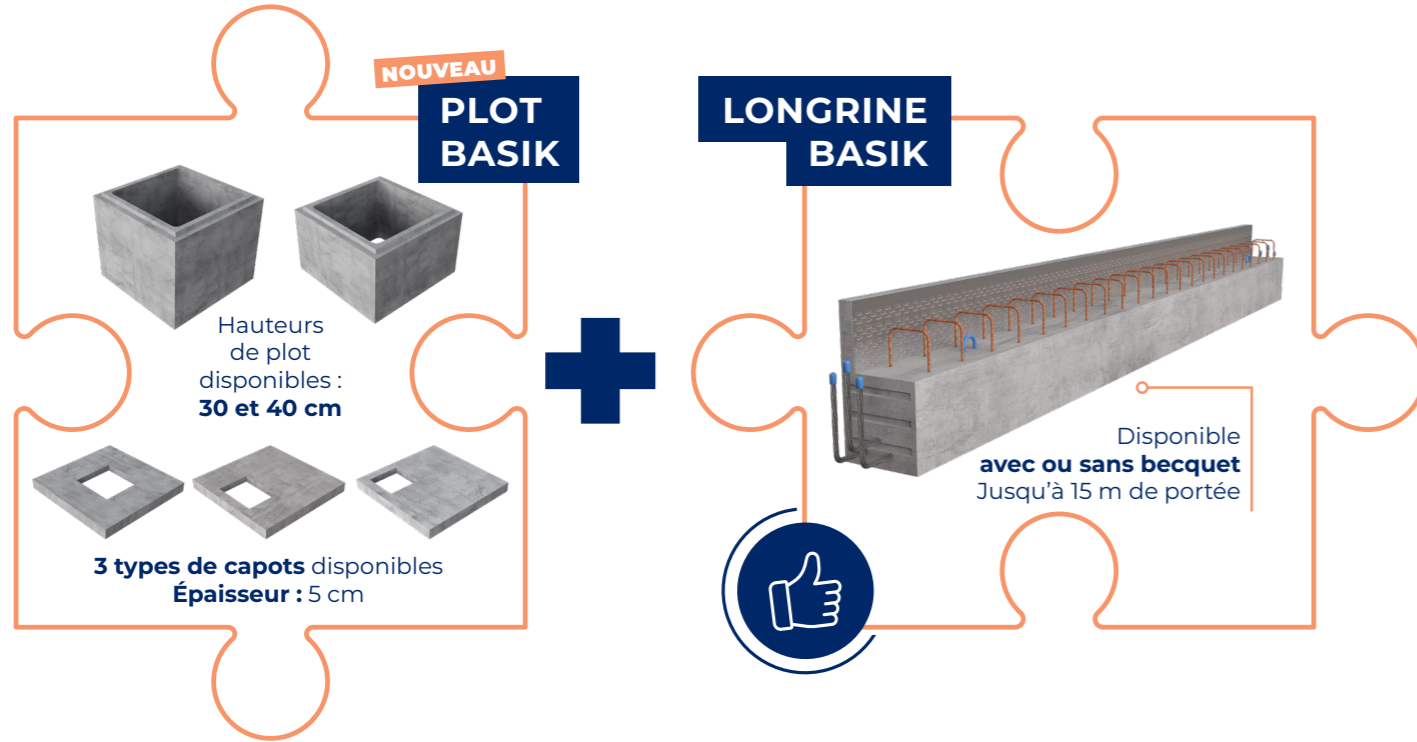 NOUVEAU
PLOT
BASIK
Hauteurs
de plot
disponibles :
30 et 40 cm
3 types de capots disponibles
Épaisseur : 5 cm
LONGRINE
BASIK
Disponible
avec ou sans becquet
Jusqu'à 15 m de portée